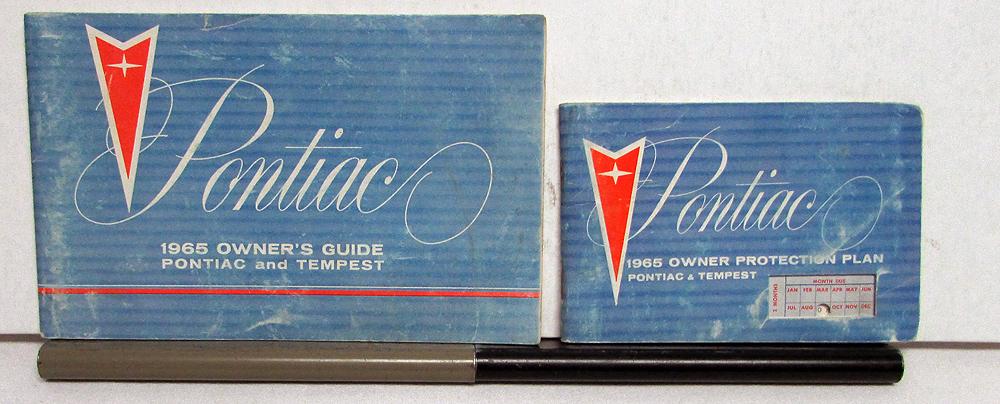 Pontiac
1965 OWNER'S GUIDE
PONTIAC and TEMPEST
Pontiac
1965 OWNER PROTECTION PLAN
PONTIAC & TEMPEST
MONTH DUE
JAN FEB MAR APR MAY JUN
JUL AUG OCT NOV DEC